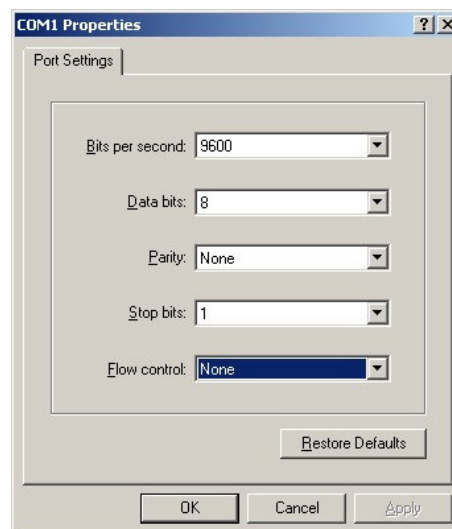 COM1 Properties
Port Settings
Bits per second: 9600
Data bits: 8
Parity: None
Stop bits: 1
Flow control: None
Restore Defaults
OK Cancel Apply